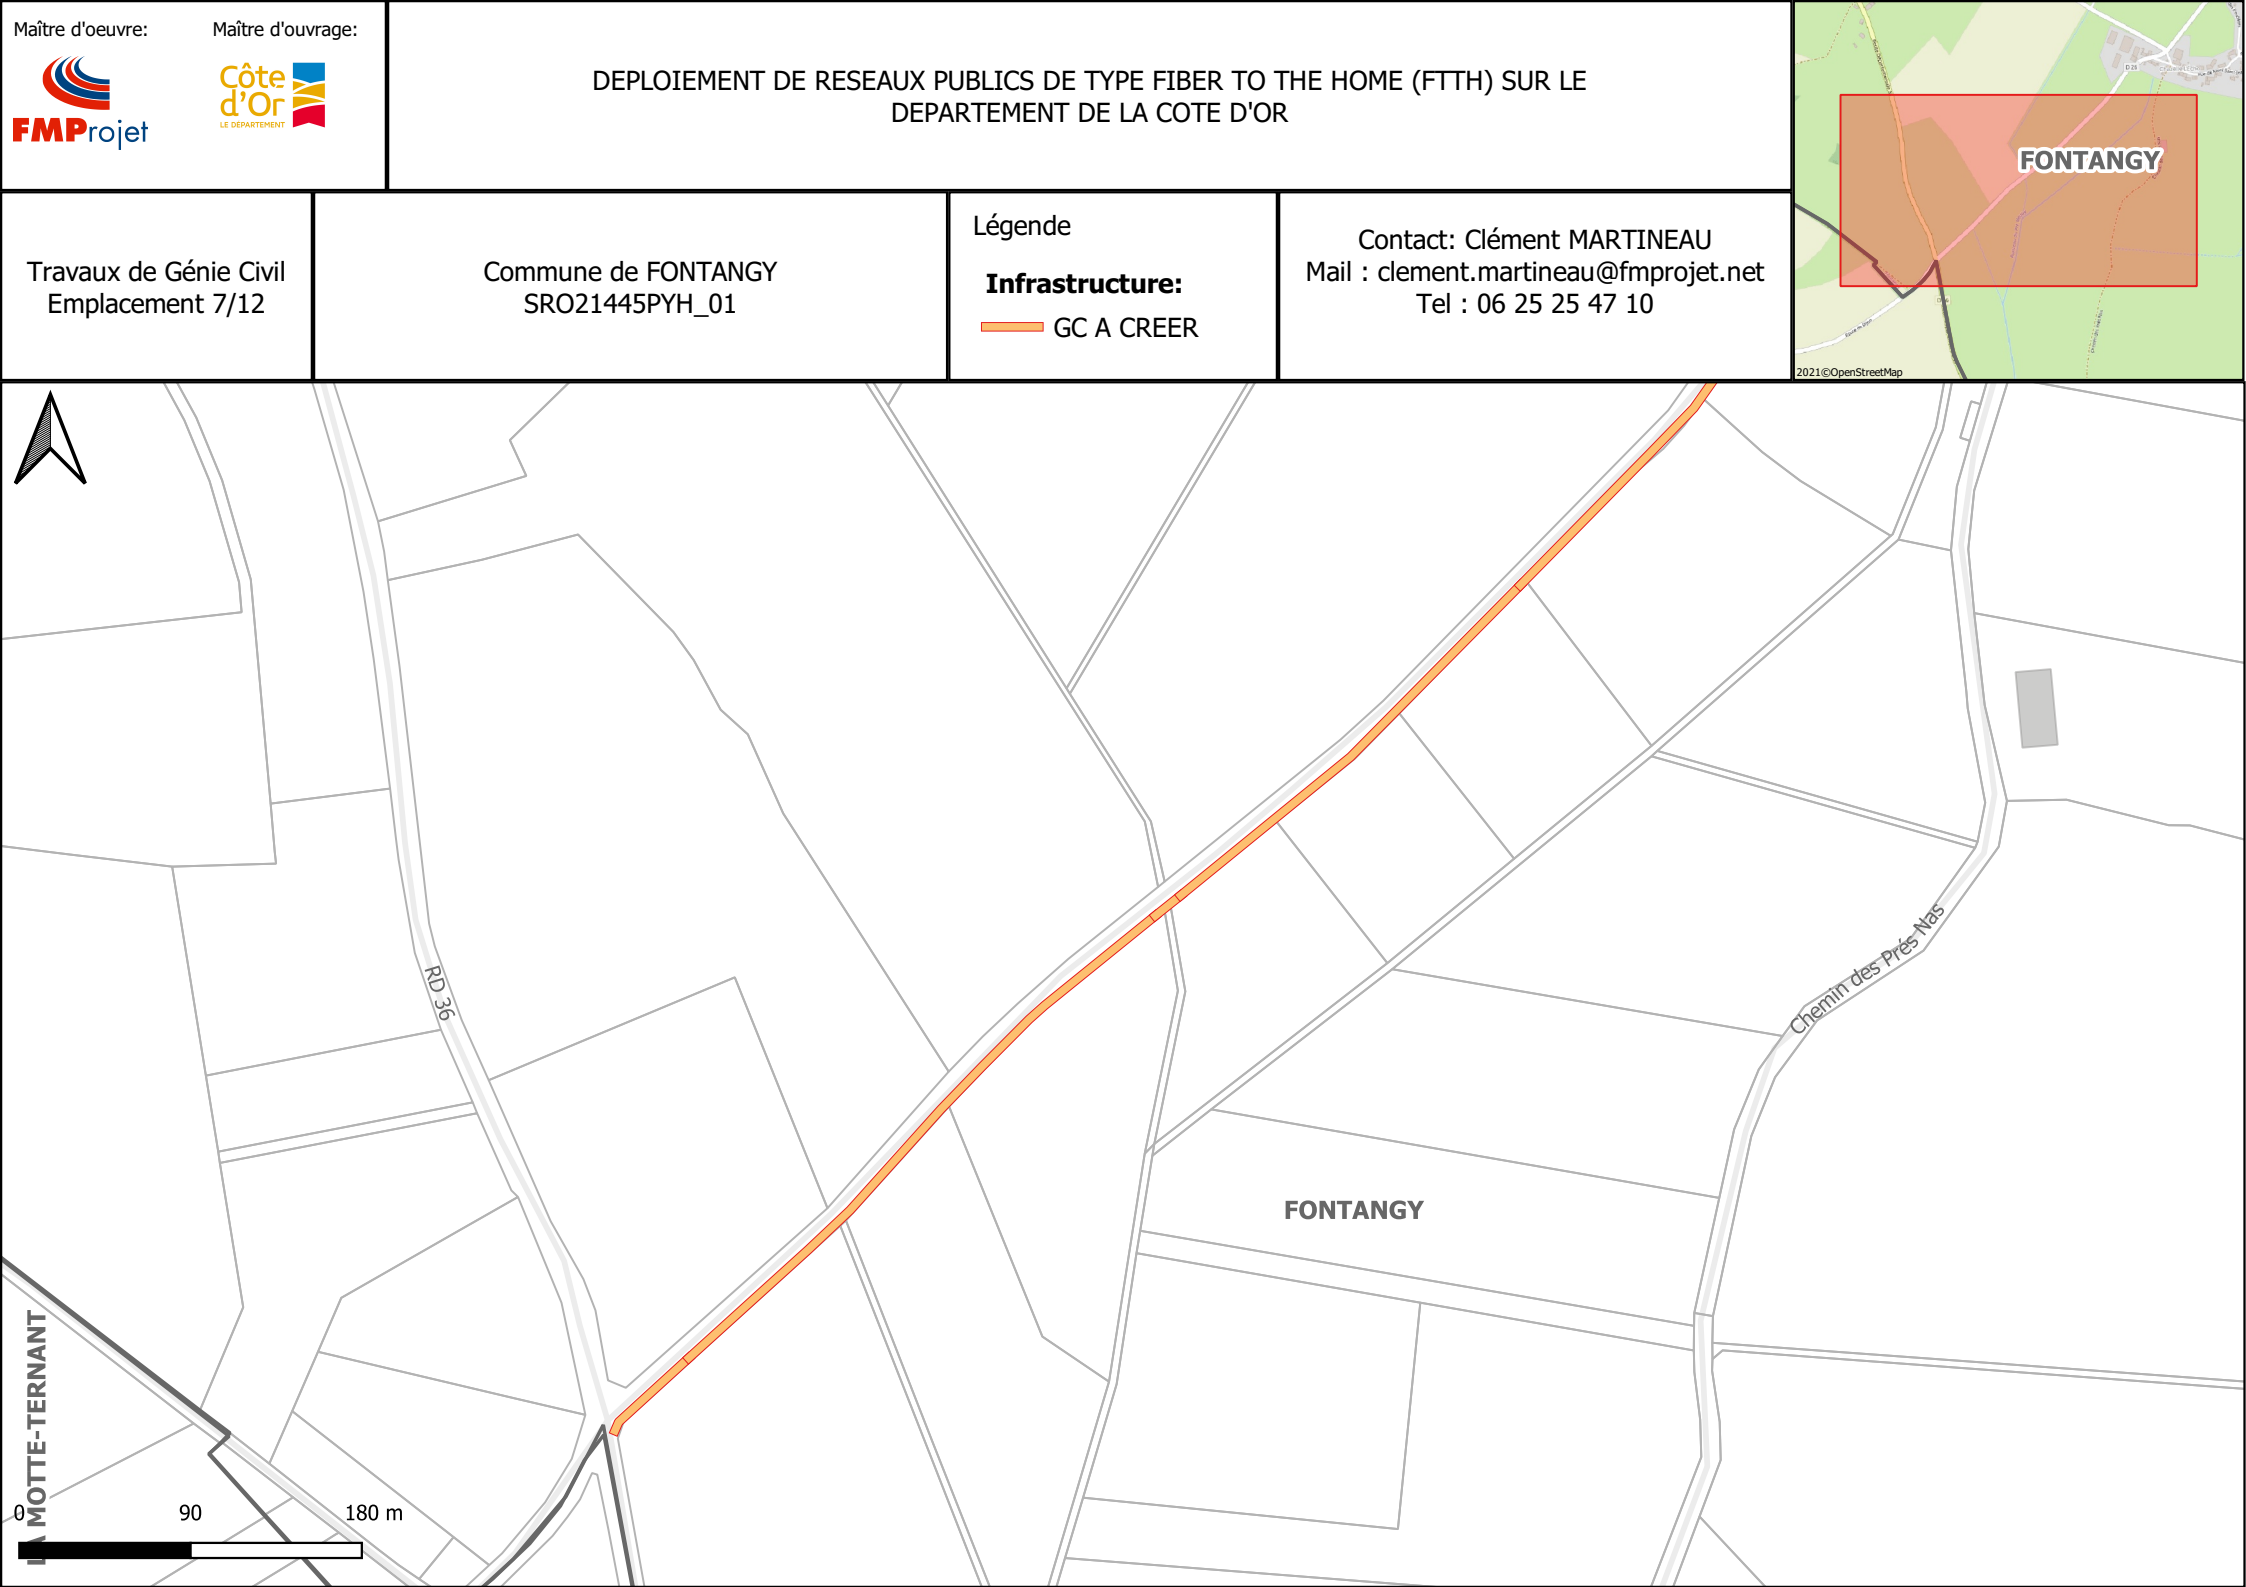 Maître d'oeuvre:
Maître d'ouvrage:
FMProjet
Côte
d'Or
LE DÉPARTEMENT
DEPLOIEMENT DE RESEAUX PUBLICS DE TYPE FIBER TO THE HOME (FTTH) SUR LE
DEPARTEMENT DE LA COTE D'OR
Travaux de Génie Civil
Emplacement 7/12
Commune de FONTANGY
SRO21445PYH_01
Légende
Infrastructure:
GC A CREER
Contact: Clément MARTINEAU
Mail : clement.martineau@fmprojet.net
Tel : 06 25 25 47 10
D 26
FONTANGY
2021©OpenStreetMap
RD 36
Chemin des Prés Nas
FONTANGY
LA MOTTE-TERNANT
0
90
180 m